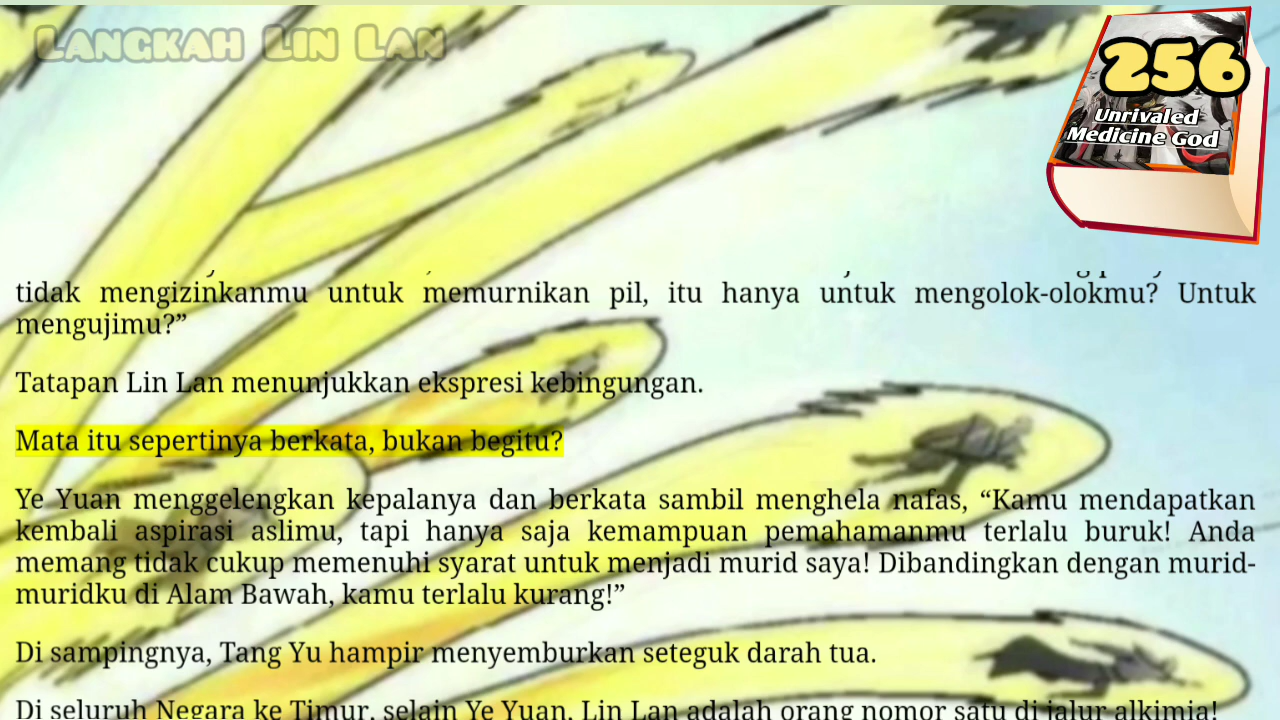 Langkah Lin Lan
256
Unrivaled
Medicine God
tidak mengizinkanmu untuk memurnikan pil, itu hanya untuk mengolok-olokmu? Untuk
mengujimu?”
Tatapan Lin Lan menunjukkan ekspresi kebingungan.
Mata itu sepertinya berkata, bukan begitu?
Ye Yuan menggelengkan kepalanya dan berkata sambil menghela nafas, “Kamu mendapatkan
kembali aspirasi aslimu, tapi hanya saja kemampuan pemahamanmu terlalu buruk! Anda
memang tidak cukup memenuhi syarat untuk menjadi murid saya! Dibandingkan dengan murid-
muridku di Alam Bawah, kamu terlalu kurang!”
Di sampingnya, Tang Yu hampir menyemburkan seteguk darah tua.
Di seluruh Negara ke Timur, selain Ye Yuan, Lin Lan adalah orang nomor satu di jalur alkimia!